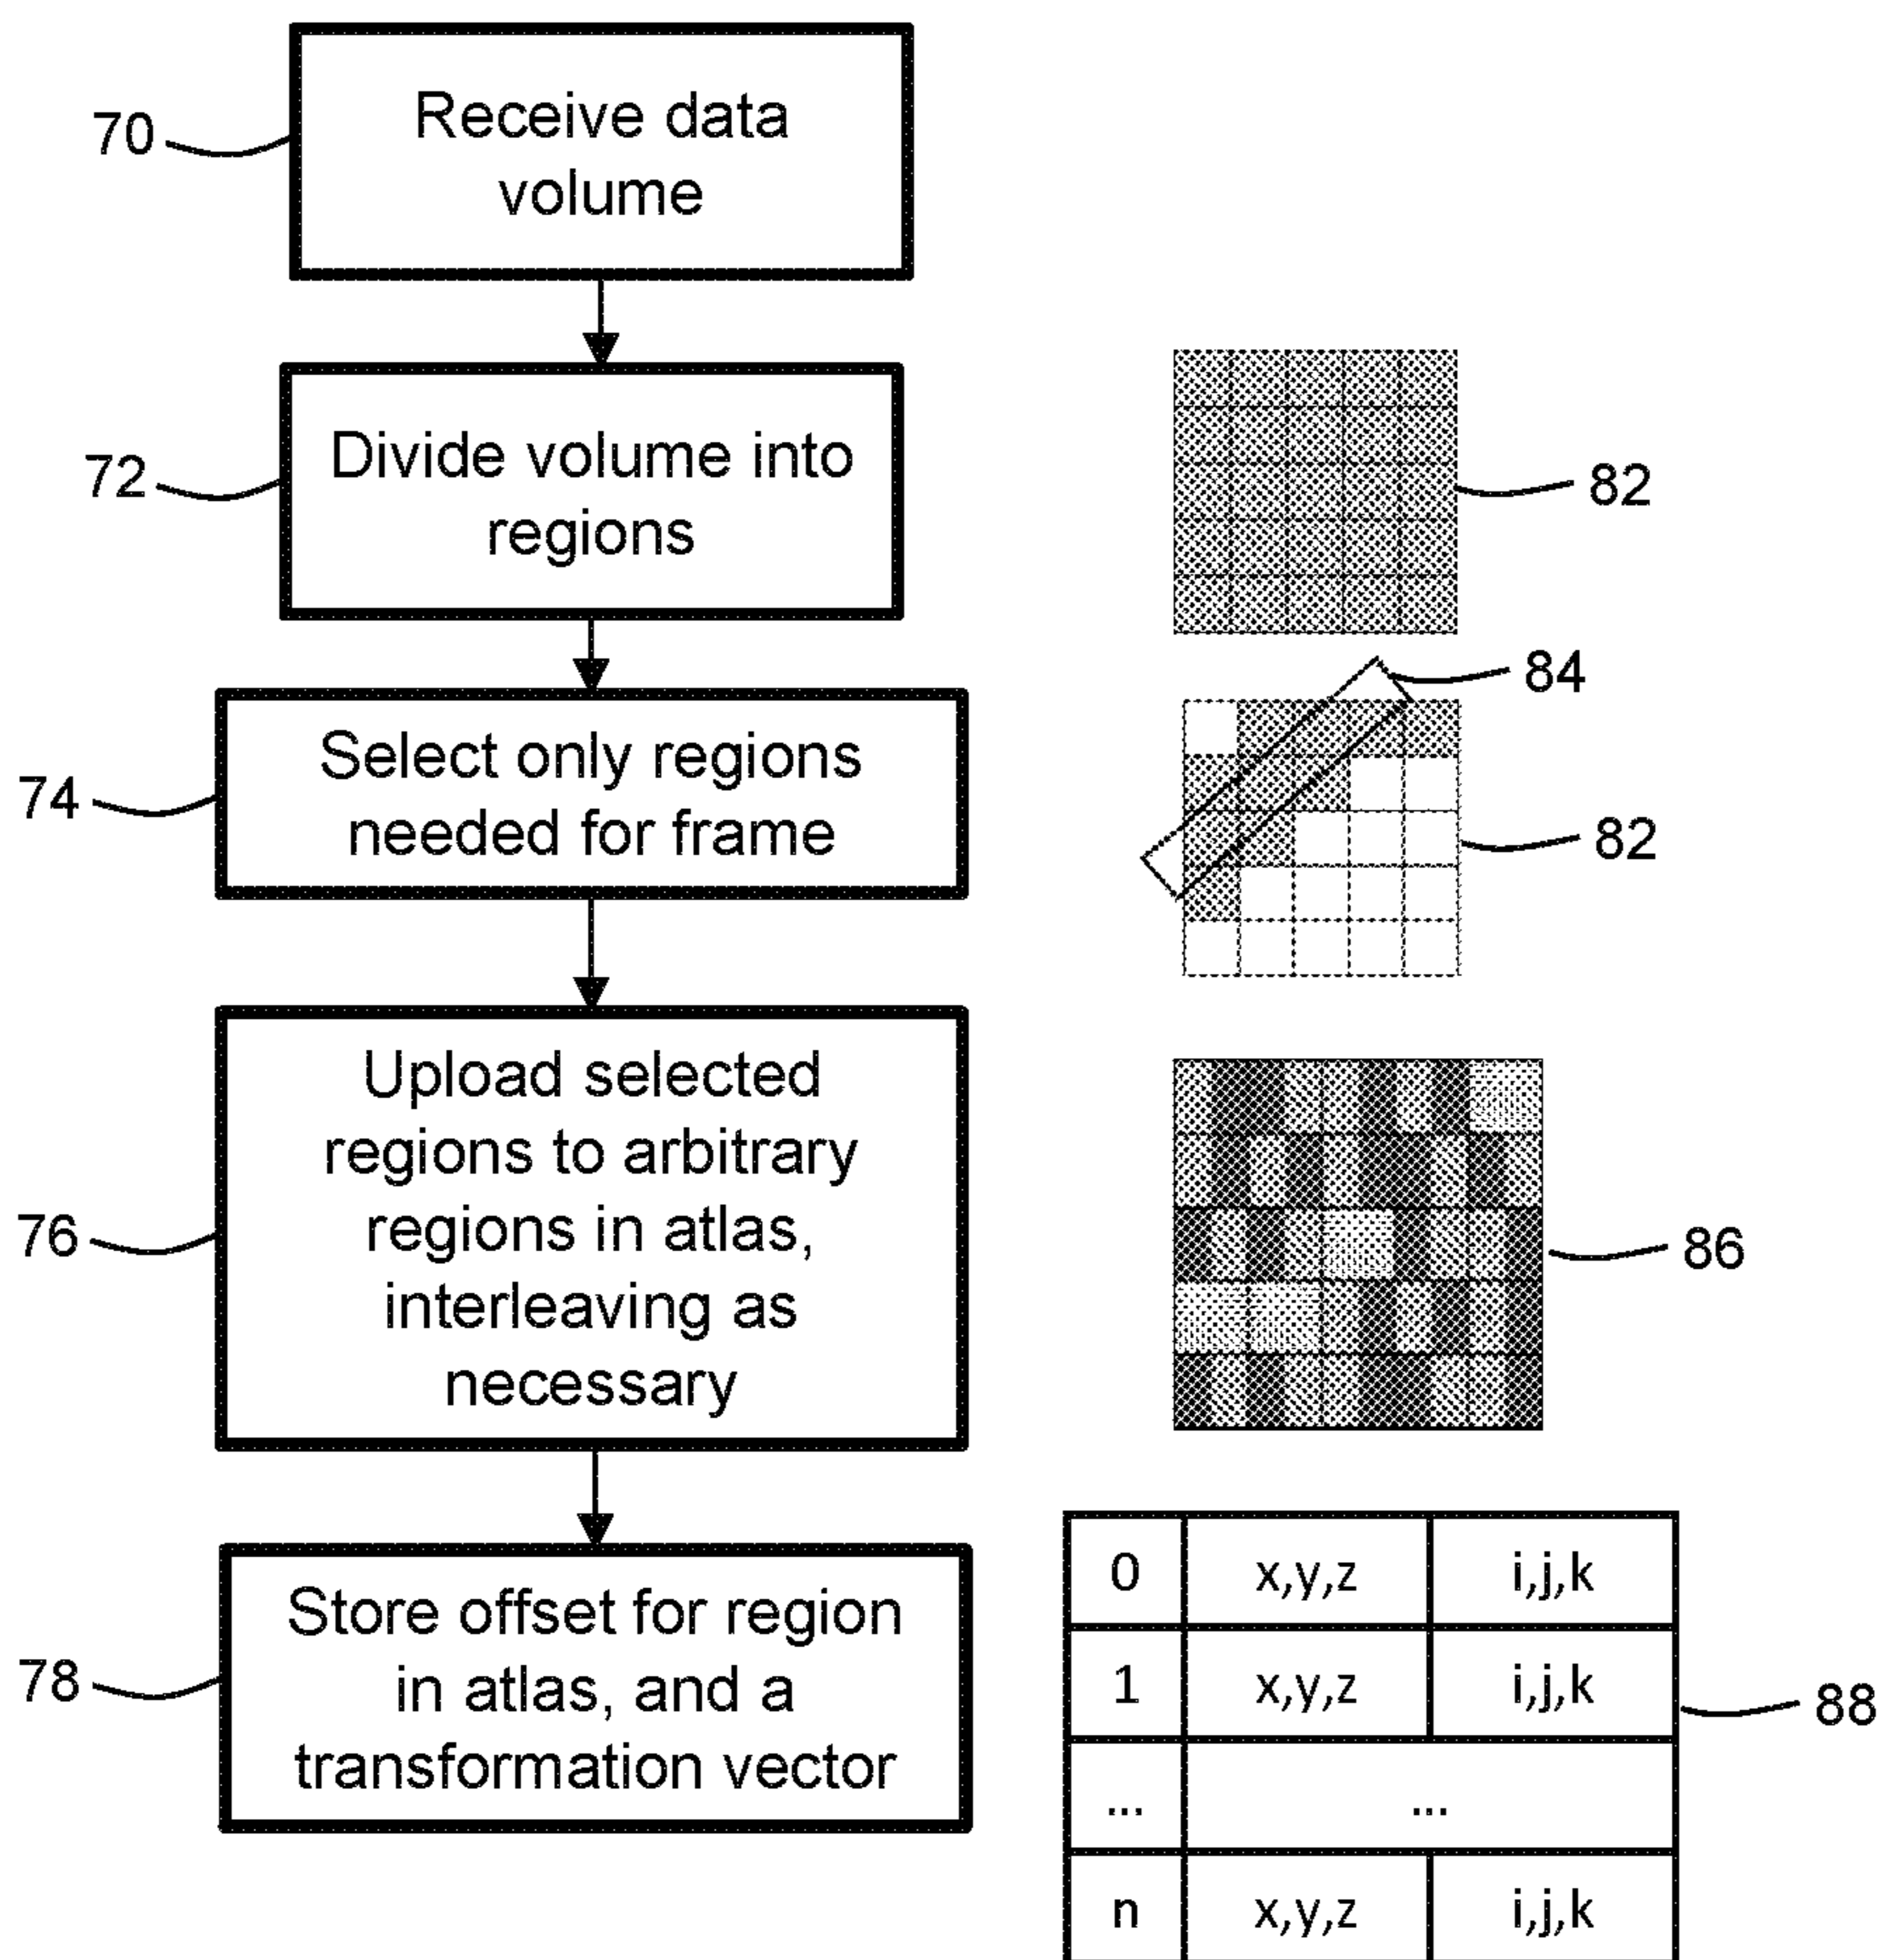 70
Receive data
volume
72
Divide volume into
regions
82
74
Select only regions
needed for frame
84
82
76
Upload selected
regions to arbitrary
regions in atlas,
interleaving as
necessary
86
78
Store offset for region
in atlas, and a
transformation vector
0 x,y,z i,j,k
1 x,y,z i,j,k
... ...
n x,y,z i,j,k
88